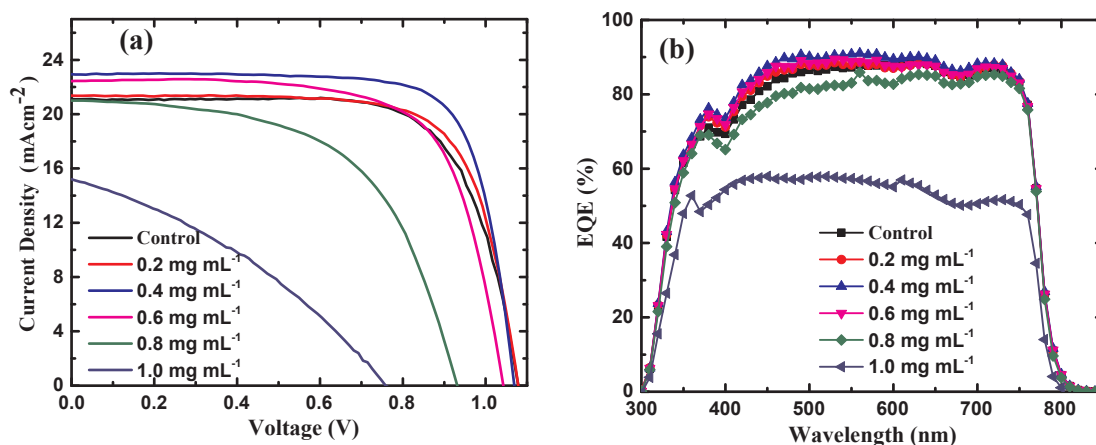 (a)
24
20
16
12
8
4
0
Current Density (mAcm⁻²)
Control
0.2 mg mL⁻¹
0.4 mg mL⁻¹
0.6 mg mL⁻¹
0.8 mg mL⁻¹
1.0 mg mL⁻¹
0.0 0.2 0.4 0.6 0.8 1.0
Voltage (V)
(b)
100
80
60
40
20
0
EQE (%)
Control
0.2 mg mL⁻¹
0.4 mg mL⁻¹
0.6 mg mL⁻¹
0.8 mg mL⁻¹
1.0 mg mL⁻¹
300 400 500 600 700 800
Wavelength (nm)